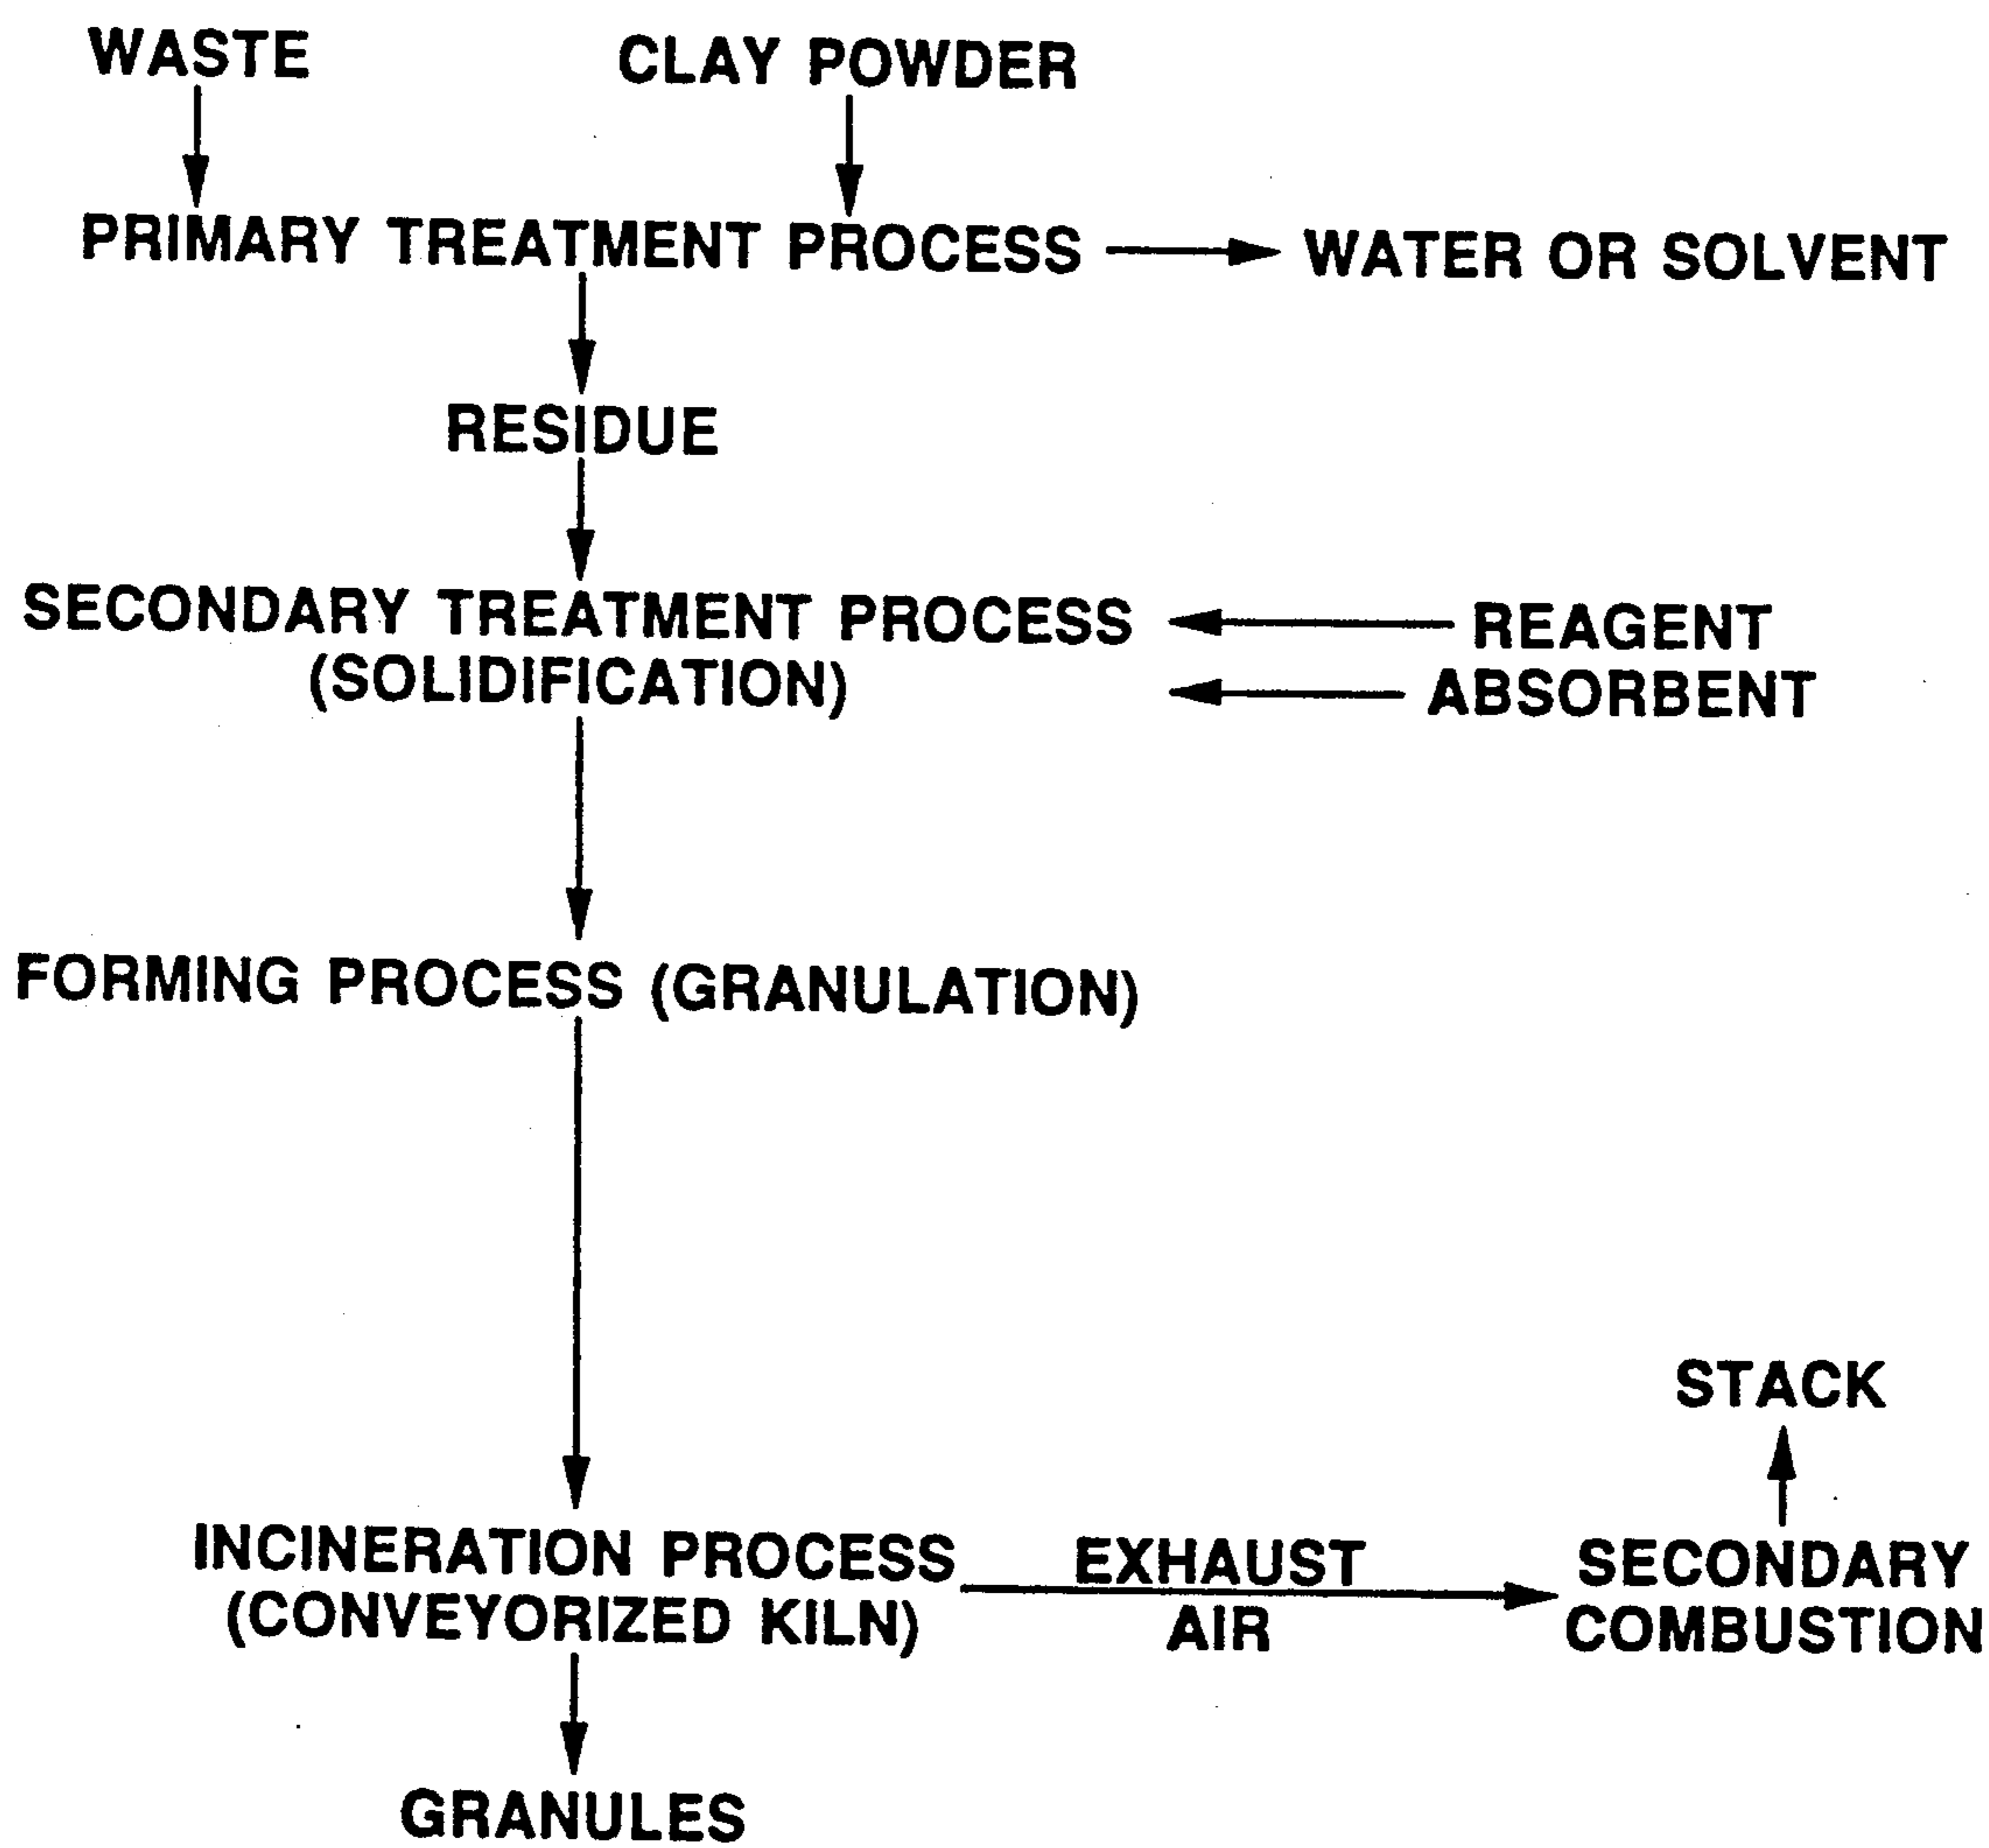 WASTE
CLAY POWDER
PRIMARY TREATMENT PROCESS
WATER OR SOLVENT
RESIDUE
SECONDARY TREATMENT PROCESS
(SOLIDIFICATION)
REAGENT
ABSORBENT
FORMING PROCESS (GRANULATION)
STACK
INCINERATION PROCESS
(CONVEYORIZED KILN)
EXHAUST
AIR
SECONDARY
COMBUSTION
GRANULES